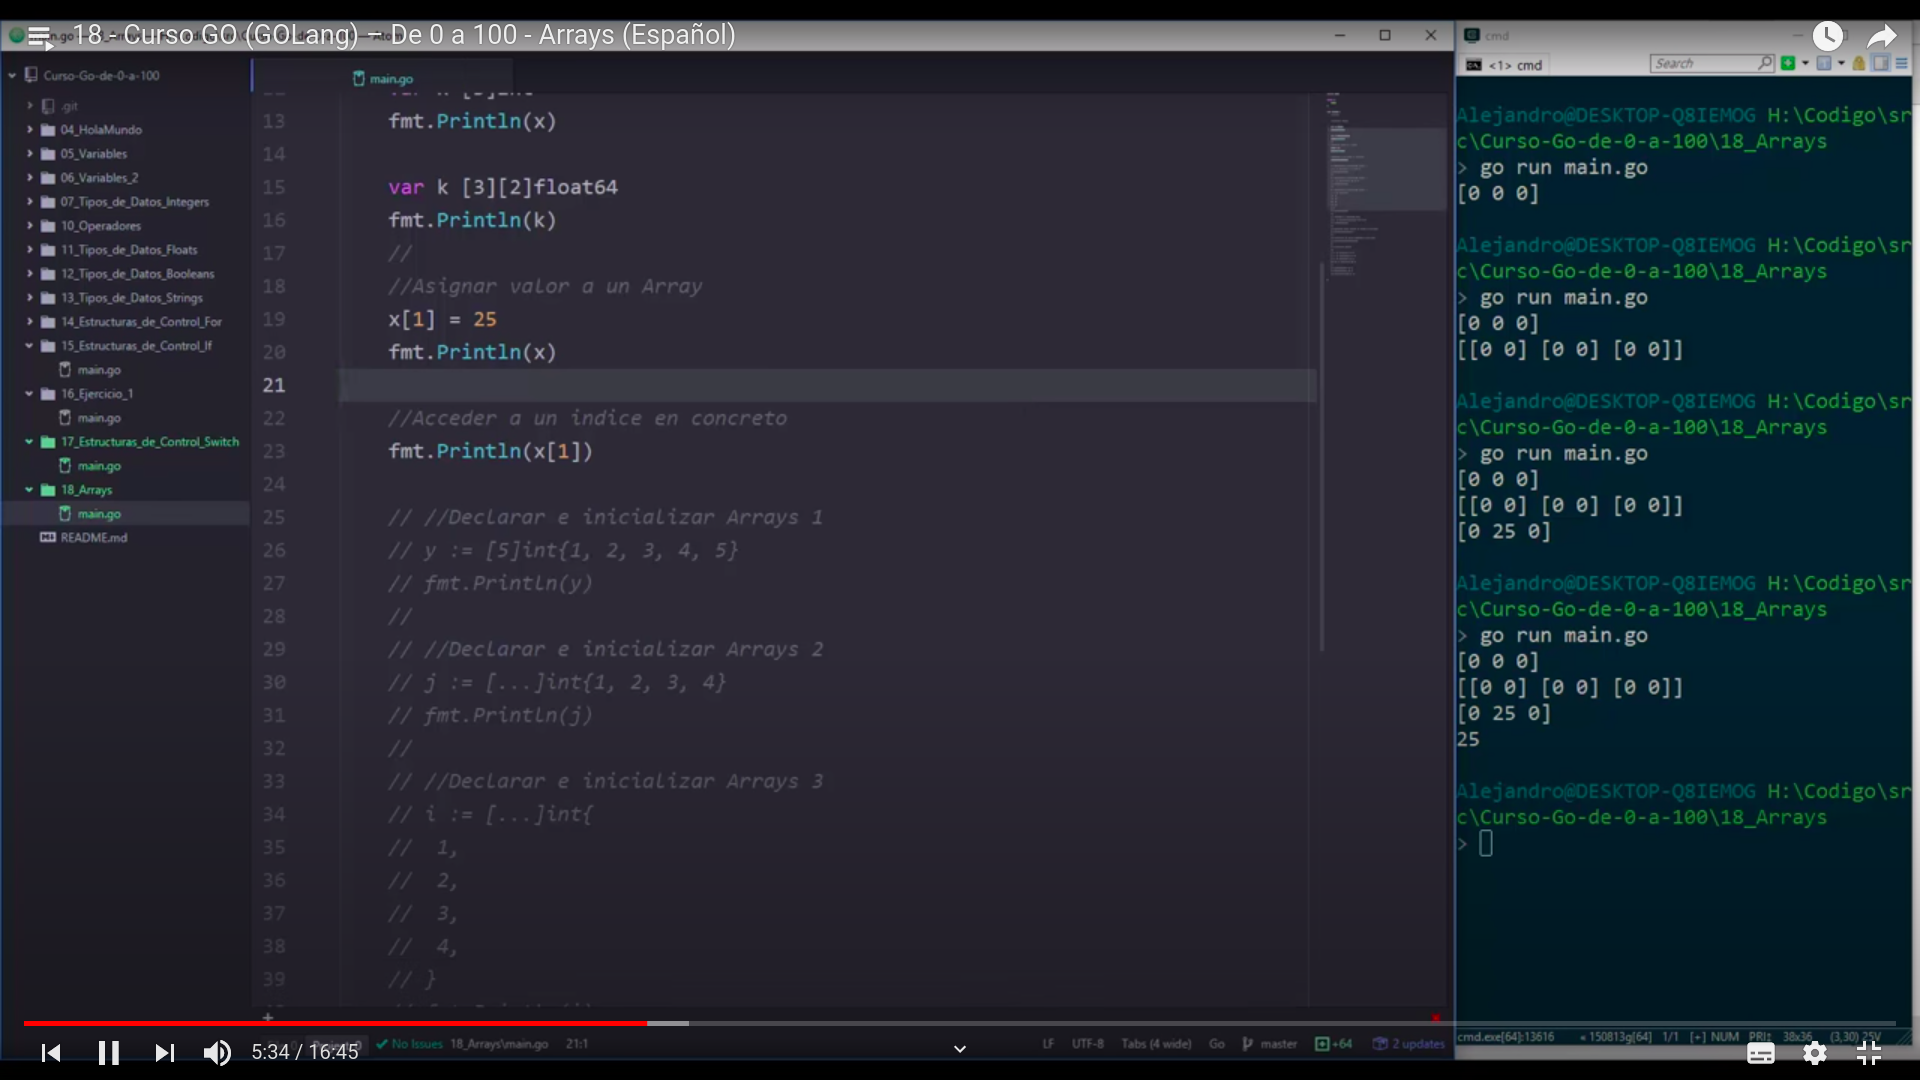 18 - Curso GO (GOLang) – De 0 a 100 - Arrays (Español)
cmd
<1> cmd
Search
Curso-Go-de-0-a-100
.git
04_HolaMundo
05_Variables
06_Variables_2
07_Tipos_de_Datos_Integers
10_Operadores
11_Tipos_de_Datos_Floats
12_Tipos_de_Datos_Booleans
13_Tipos_de_Datos_Strings
14_Estructuras_de_Control_For
15_Estructuras_de_Control_If
main.go
16_Ejercicio_1
main.go
17_Estructuras_de_Control_Switch
main.go
18_Arrays
main.go
README.md
main.go
13 fmt.Println(x)
14
15 var k [3][2]float64
16 fmt.Println(k)
17 //
18 //Asignar valor a un Array
19 x[1] = 25
20 fmt.Println(x)
21
22 //Acceder a un indice en concreto
23 fmt.Println(x[1])
24
25 // //Declarar e inicializar Arrays 1
26 // y := [5]int{1, 2, 3, 4, 5}
27 // fmt.Println(y)
28 //
29 // //Declarar e inicializar Arrays 2
30 // j := [...]int{1, 2, 3, 4}
31 // fmt.Println(j)
32 //
33 // //Declarar e inicializar Arrays 3
34 // i := [...]int{
35 // 1,
36 // 2,
37 // 3,
38 // 4,
39 // }
Alejandro@DESKTOP-Q8IEMOG H:\Codigo\sr
c\Curso-Go-de-0-a-100\18_Arrays
> go run main.go
[0 0 0]
Alejandro@DESKTOP-Q8IEMOG H:\Codigo\sr
c\Curso-Go-de-0-a-100\18_Arrays
> go run main.go
[0 0 0]
[[0 0] [0 0] [0 0]]
Alejandro@DESKTOP-Q8IEMOG H:\Codigo\sr
c\Curso-Go-de-0-a-100\18_Arrays
> go run main.go
[0 0 0]
[[0 0] [0 0] [0 0]]
[0 25 0]
Alejandro@DESKTOP-Q8IEMOG H:\Codigo\sr
c\Curso-Go-de-0-a-100\18_Arrays
> go run main.go
[0 0 0]
[[0 0] [0 0] [0 0]]
[0 25 0]
25
Alejandro@DESKTOP-Q8IEMOG H:\Codigo\sr
c\Curso-Go-de-0-a-100\18_Arrays
>
5:34 / 16:45
No Issues 18_Arrays\main.go 21:1
LF UTF-8 Tabs (4 wide) Go master +64 2 updates
cmd.exe[64]:13616 « 150813g[64] 1/1 [+] NUM PRI: 38x36 (3,30) 25V